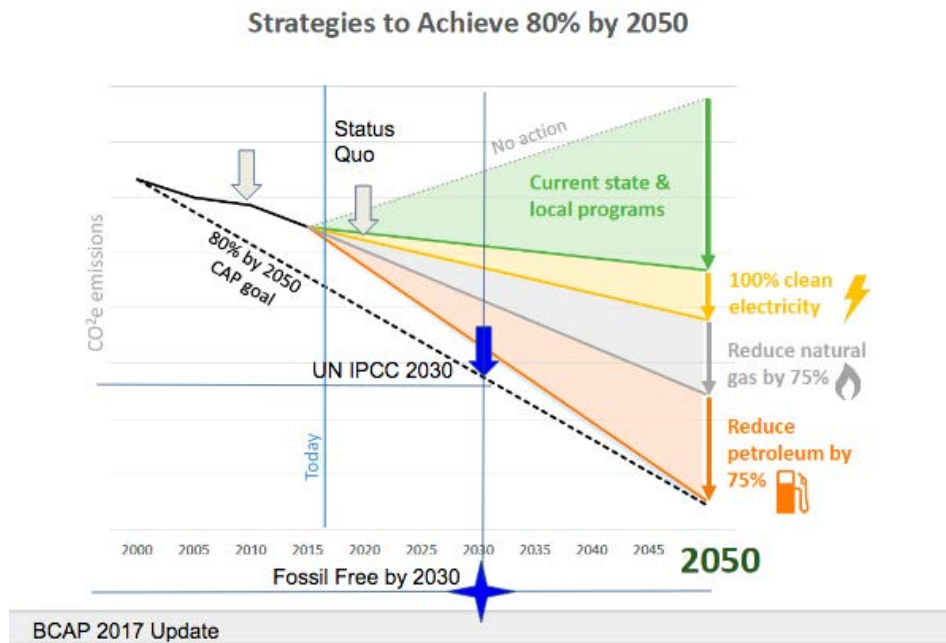 Strategies to Achieve 80% by 2050
Status
Quo
No action
Current state &
local programs
CO²e emissions
80% by 2050
CAP goal
100% clean
electricity
UN IPCC 2030
Reduce natural
gas by 75%
Today
Reduce
petroleum by
75%
2000 2005 2010 2015 2020 2025 2030 2035 2040 2045 2050
Fossil Free by 2030
BCAP 2017 Update